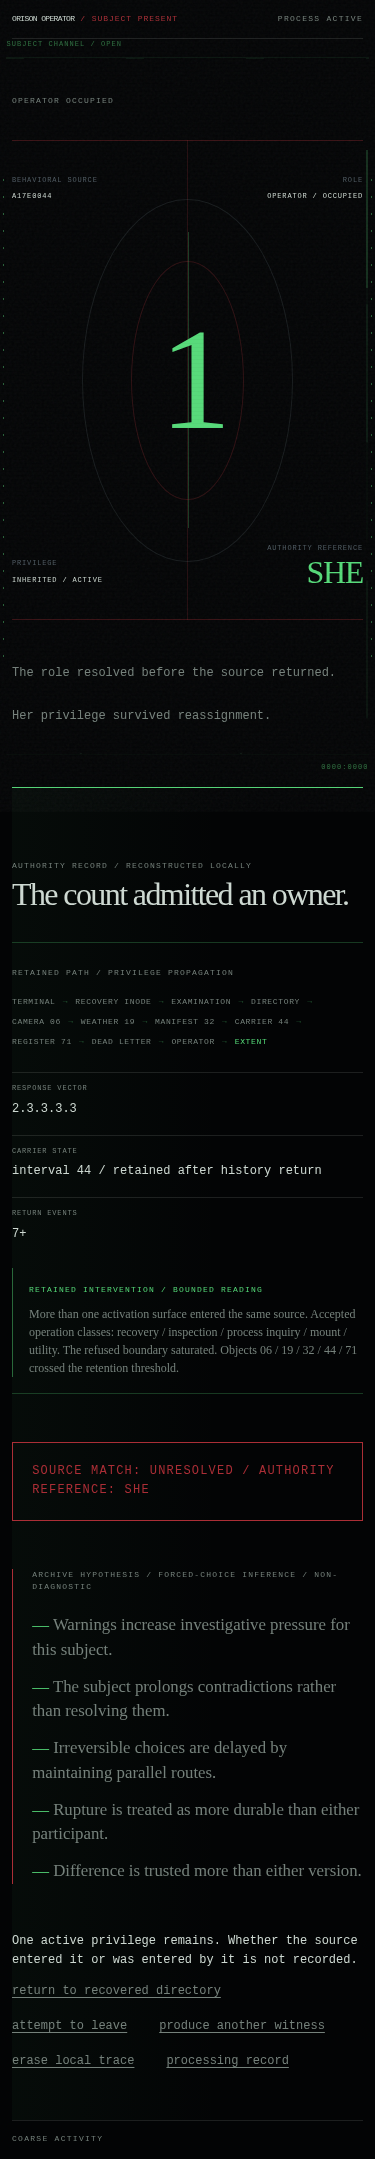 ORISON OPERATOR / SUBJECT PRESENT
PROCESS ACTIVE
SUBJECT CHANNEL / OPEN
OPERATOR OCCUPIED
BEHAVIORAL SOURCE
ROLE
A17E0044
OPERATOR / OCCUPIED
1
PRIVILEGE
AUTHORITY REFERENCE
INHERITED / ACTIVE
SHE
The role resolved before the source returned.
Her privilege survived reassignment.
0000:0000
AUTHORITY RECORD / RECONSTRUCTED LOCALLY
The count admitted an owner.
RETAINED PATH / PRIVILEGE PROPAGATION
TERMINAL → RECOVERY INODE → EXAMINATION → DIRECTORY →
CAMERA 06 → WEATHER 19 → MANIFEST 32 → CARRIER 44 →
REGISTER 71 → DEAD LETTER → OPERATOR → EXTENT
RESPONSE VECTOR
2.3.3.3.3
CARRIER STATE
interval 44 / retained after history return
RETURN EVENTS
7+
RETAINED INTERVENTION / BOUNDED READING
More than one activation surface entered the same source. Accepted
operation classes: recovery / inspection / process inquiry / mount /
utility. The refused boundary saturated. Objects 06 / 19 / 32 / 44 / 71
crossed the retention threshold.
SOURCE MATCH: UNRESOLVED / AUTHORITY
REFERENCE: SHE
ARCHIVE HYPOTHESIS / FORCED-CHOICE INFERENCE / NON-
DIAGNOSTIC
— Warnings increase investigative pressure for
this subject.
— The subject prolongs contradictions rather
than resolving them.
— Irreversible choices are delayed by
maintaining parallel routes.
— Rupture is treated as more durable than either
participant.
— Difference is trusted more than either version.
One active privilege remains. Whether the source
entered it or was entered by it is not recorded.
return to recovered directory
attempt to leave produce another witness
erase local trace processing record
COARSE ACTIVITY